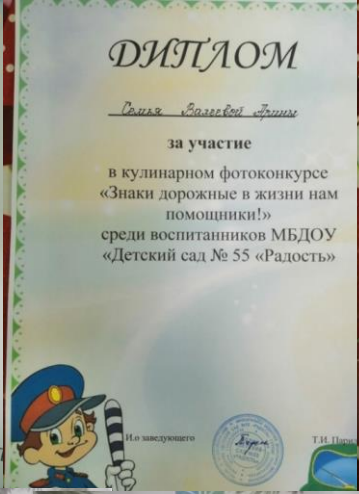 ДИПЛОМ
Семья Валеевой Арины
за участие
в кулинарном фотоконкурсе
«Знаки дорожные в жизни нам
помощники!»
среди воспитанников МБДОУ
«Детский сад № 55 «Радость»
И.о заведующего Т.И.